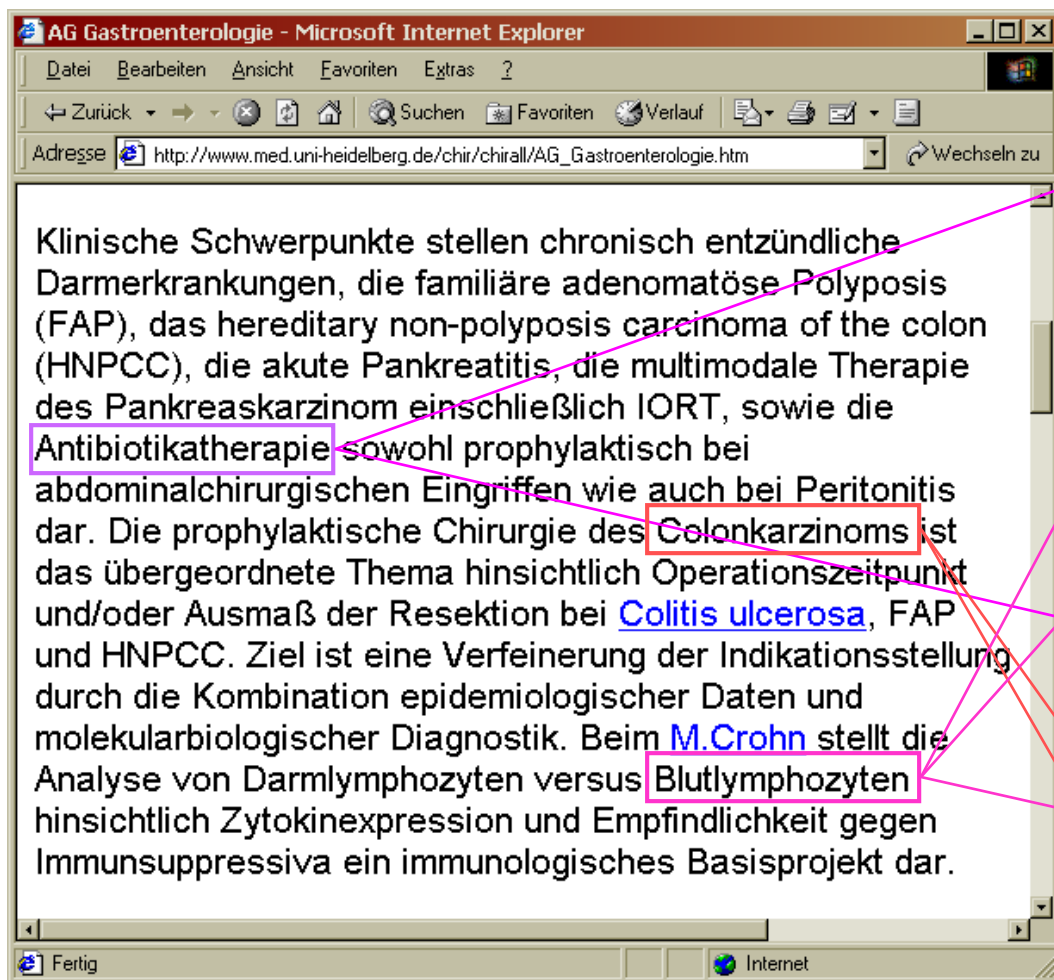 AG Gastroenterologie - Microsoft Internet Explorer
Datei Bearbeiten Ansicht Favoriten Extras ?
Zurück Suchen Favoriten Verlauf
Adresse http://www.med.uni-heidelberg.de/chir/chirall/AG_Gastroenterologie.htm Wechseln zu
Klinische Schwerpunkte stellen chronisch entzündliche
Darmerkrankungen, die familiäre adenomatöse Polyposis
(FAP), das hereditary non-polyposis carcinoma of the colon
(HNPCC), die akute Pankreatitis, die multimodale Therapie
des Pankreaskarzinom einschließlich IORT, sowie die
Antibiotikatherapie sowohl prophylaktisch bei
abdominalchirurgischen Eingriffen wie auch bei Peritonitis
dar. Die prophylaktische Chirurgie des Colonkarzinoms ist
das übergeordnete Thema hinsichtlich Operationszeitpunkt
und/oder Ausmaß der Resektion bei Colitis ulcerosa, FAP
und HNPCC. Ziel ist eine Verfeinerung der Indikationsstellung
durch die Kombination epidemiologischer Daten und
molekularbiologischer Diagnostik. Beim M.Crohn stellt die
Analyse von Darmlymphozyten versus Blutlymphozyten
hinsichtlich Zytokinexpression und Empfindlichkeit gegen
Immunsuppressiva ein immunologisches Basisprojekt dar.
Fertig Internet